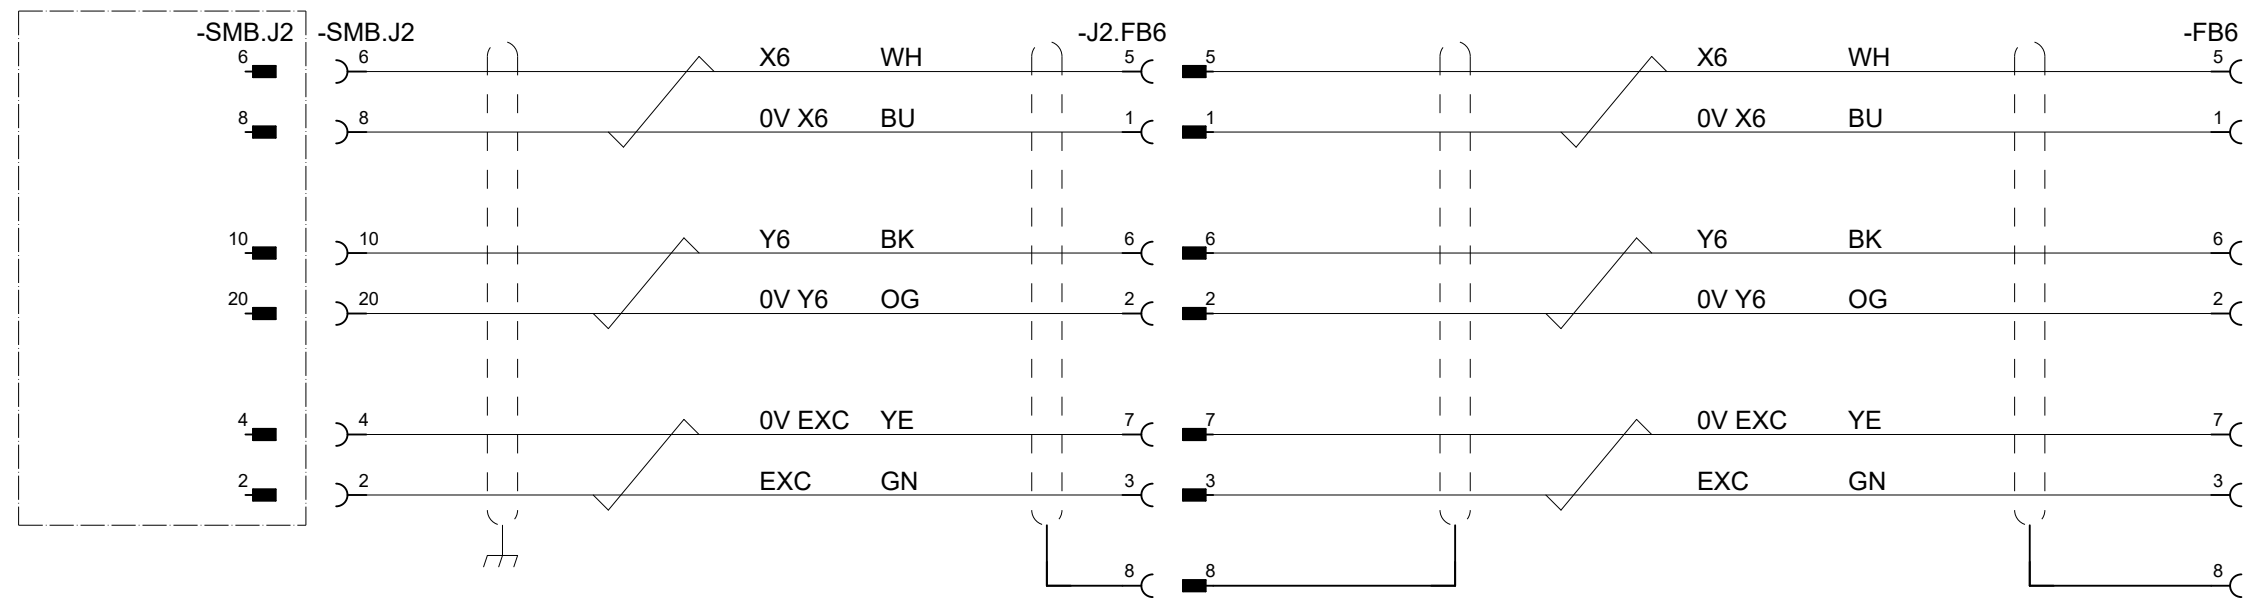 -SMB.J2 -SMB.J2 -J2.FB6 -FB6
6 6 X6 WH 5 5 X6 WH 5
8 8 0V X6 BU 1 1 0V X6 BU 1
10 10 Y6 BK 6 6 Y6 BK 6
20 20 0V Y6 OG 2 2 0V Y6 OG 2
4 4 0V EXC YE 7 7 0V EXC YE 7
2 2 EXC GN 3 3 EXC GN 3
8 8 8